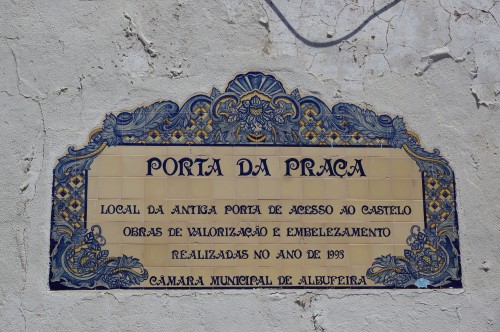 PORTA DA PRAÇA
LOCAL DA ANTIGA PORTA DE ACESSO AO CASTELO
OBRAS DE VALORIZAÇÃO E EMBELEZAMENTO
REALIZADAS NO ANO DE 1993
CÂMARA MUNICIPAL DE ALBUFEIRA